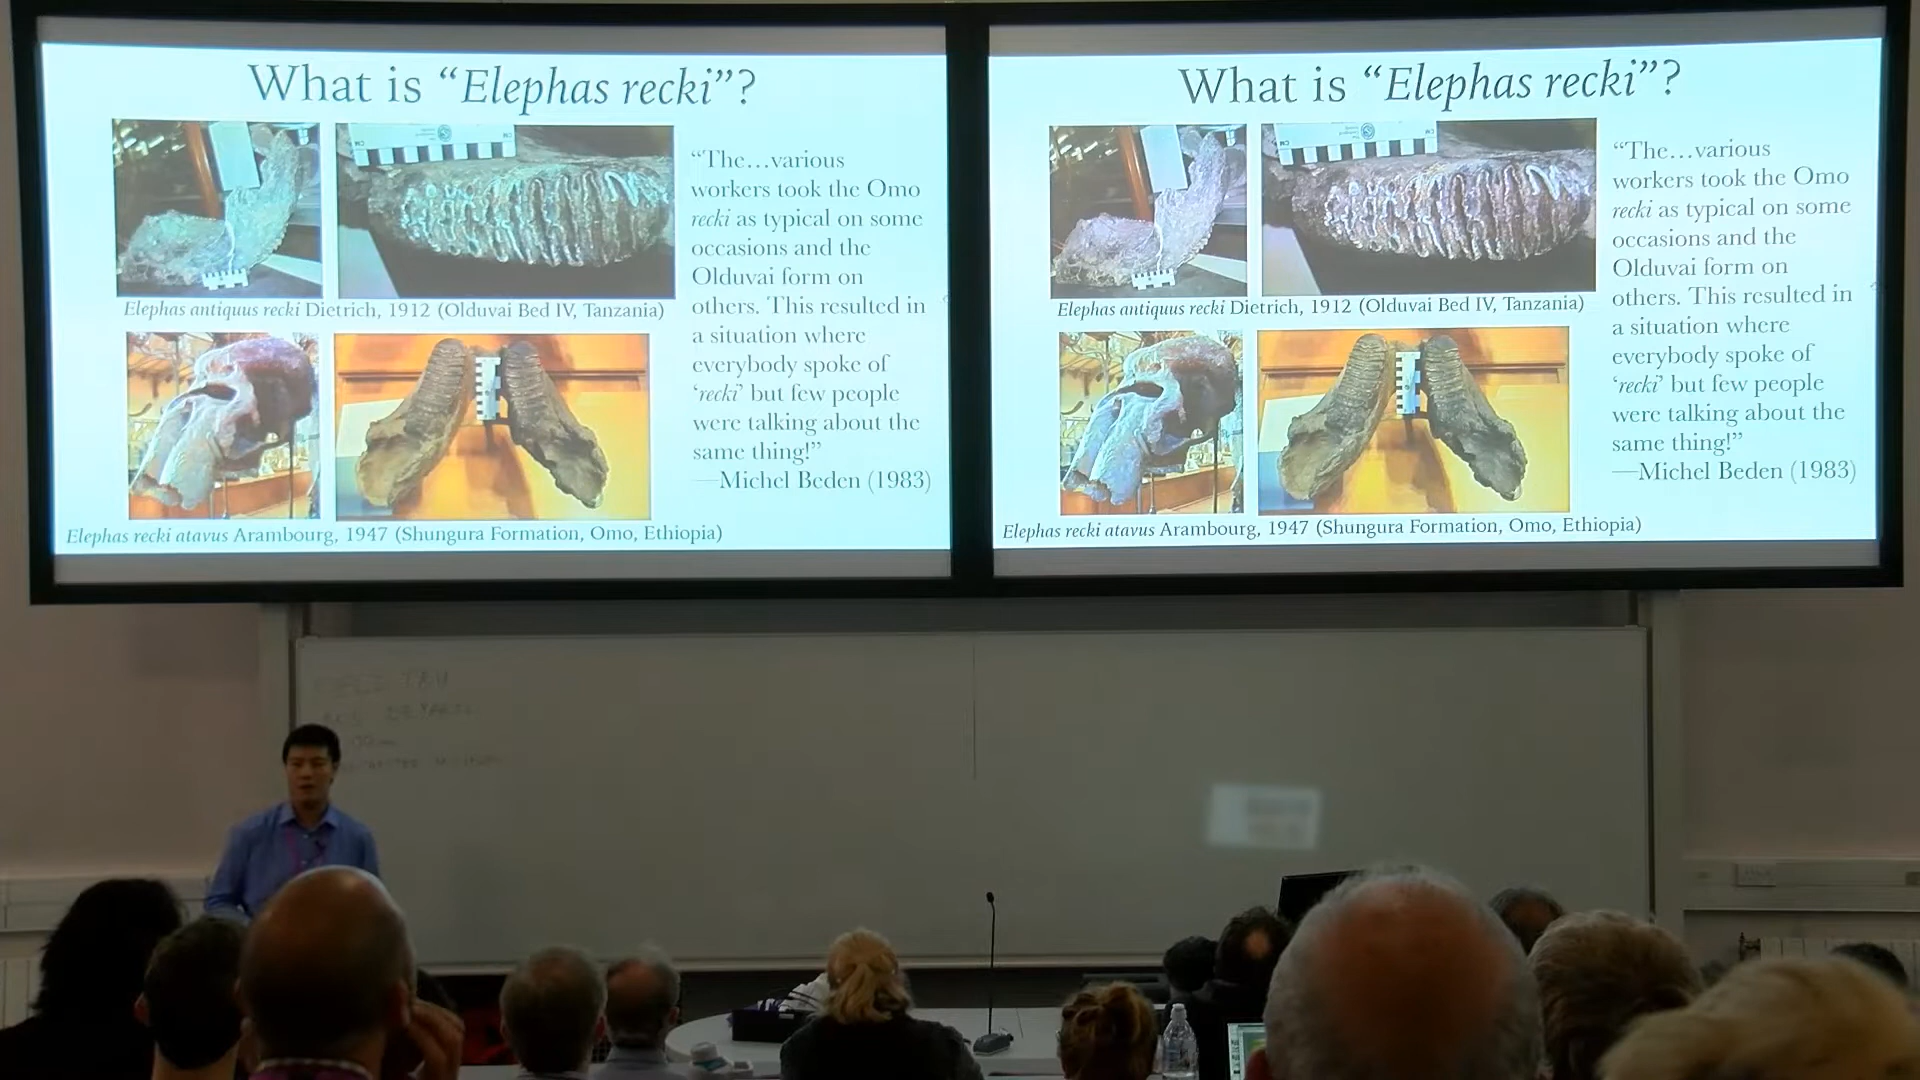 What is “Elephas recki”?
“The…various
workers took the Omo
recki as typical on some
occasions and the
Olduvai form on
others. This resulted in
a situation where
everybody spoke of
‘recki’ but few people
were talking about the
same thing!”
—Michel Beden (1983)
Elephas antiquus recki Dietrich, 1912 (Olduvai Bed IV, Tanzania)
Elephas recki atavus Arambourg, 1947 (Shungura Formation, Omo, Ethiopia)
What is “Elephas recki”?
“The…various
workers took the Omo
recki as typical on some
occasions and the
Olduvai form on
others. This resulted in
a situation where
everybody spoke of
‘recki’ but few people
were talking about the
same thing!”
—Michel Beden (1983)
Elephas antiquus recki Dietrich, 1912 (Olduvai Bed IV, Tanzania)
Elephas recki atavus Arambourg, 1947 (Shungura Formation, Omo, Ethiopia)